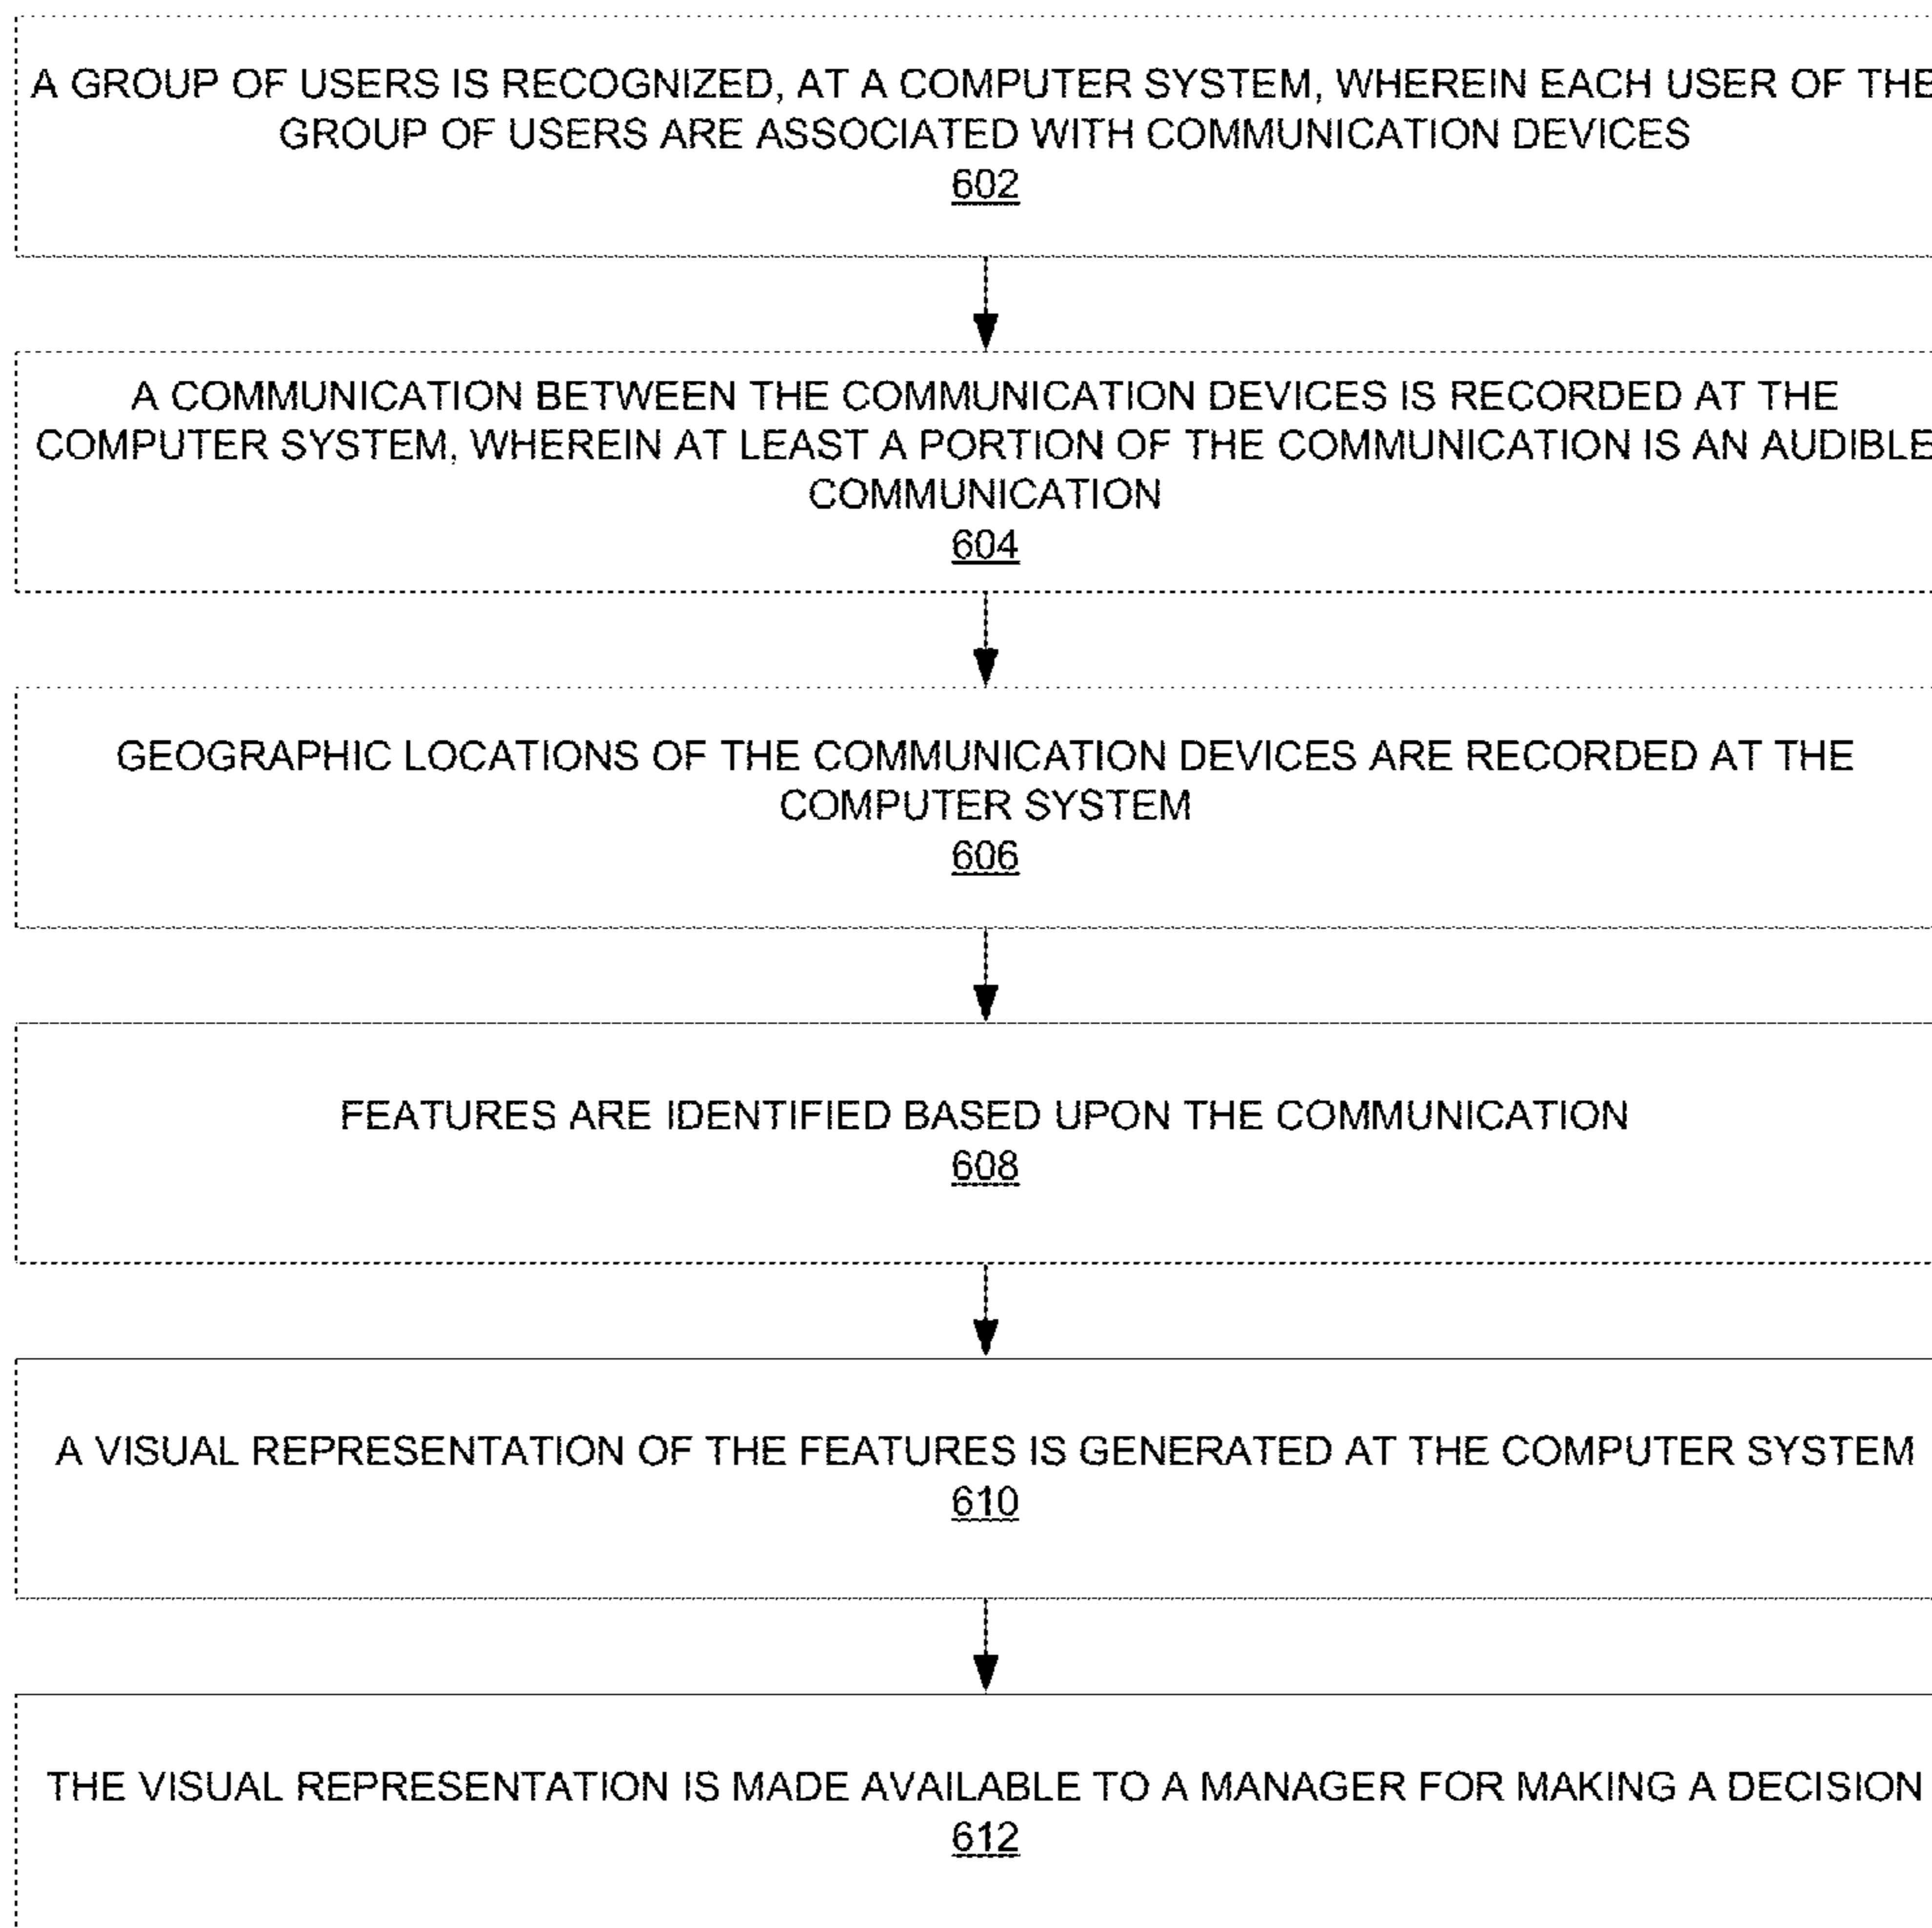 A GROUP OF USERS IS RECOGNIZED, AT A COMPUTER SYSTEM, WHEREIN EACH USER OF THE
GROUP OF USERS ARE ASSOCIATED WITH COMMUNICATION DEVICES
602
A COMMUNICATION BETWEEN THE COMMUNICATION DEVICES IS RECORDED AT THE
COMPUTER SYSTEM, WHEREIN AT LEAST A PORTION OF THE COMMUNICATION IS AN AUDIBLE
COMMUNICATION
604
GEOGRAPHIC LOCATIONS OF THE COMMUNICATION DEVICES ARE RECORDED AT THE
COMPUTER SYSTEM
606
FEATURES ARE IDENTIFIED BASED UPON THE COMMUNICATION
608
A VISUAL REPRESENTATION OF THE FEATURES IS GENERATED AT THE COMPUTER SYSTEM
610
THE VISUAL REPRESENTATION IS MADE AVAILABLE TO A MANAGER FOR MAKING A DECISION
612